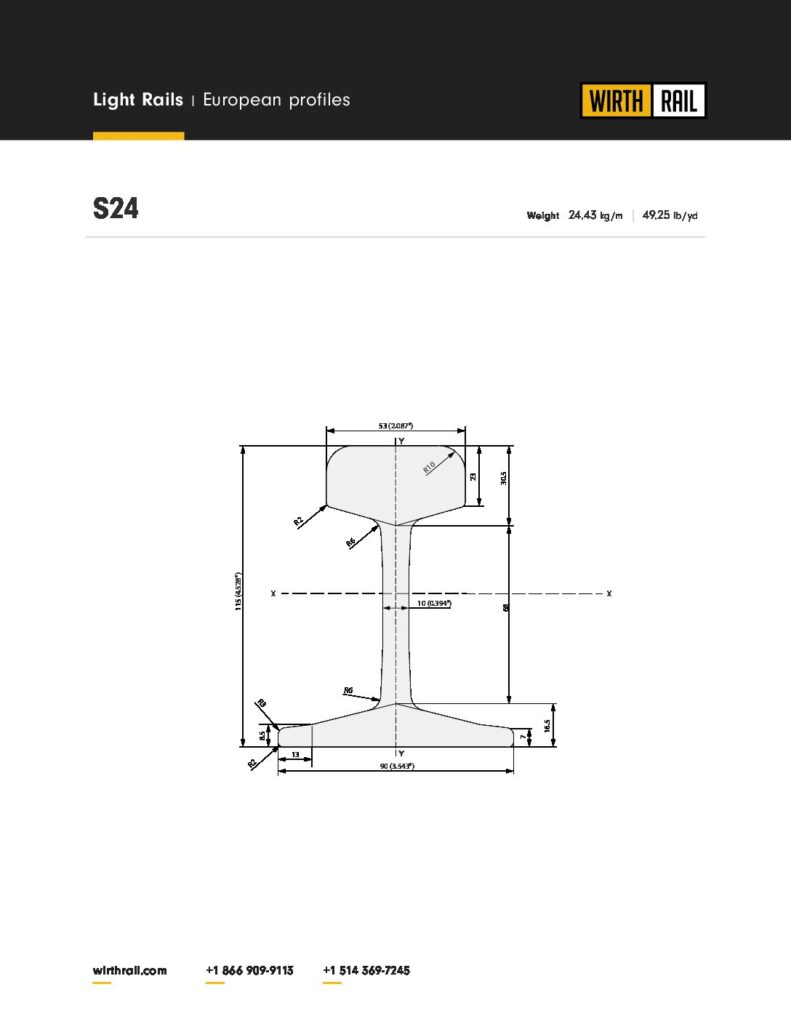 Light Rails | European profiles
WIRTH RAIL
S24
Weight 24,43 kg/m | 49,25 lb/yd
53 (2.087")
Y
R10
23
30.5
R2
R6
115 (4.528")
X
X
10 (0.394")
68
R6
R3
8.5
16.5
7
13
Y
R2
90 (3.543")
wirthrail.com +1 866 909-9113 +1 514 369-7245